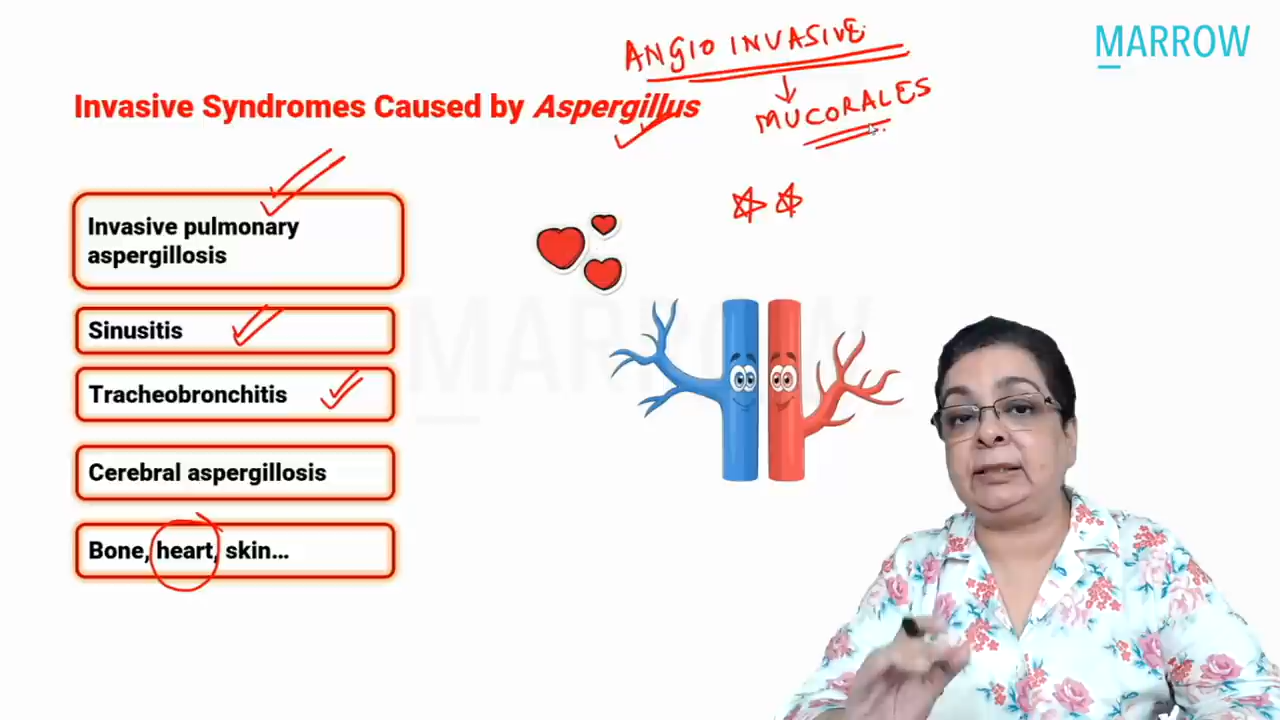 ANGIO INVASIVE
MARROW
Invasive Syndromes Caused by Aspergillus
MUCORALES
Invasive pulmonary
aspergillosis
Sinusitis
Tracheobronchitis
Cerebral aspergillosis
Bone, heart, skin...
MARROW